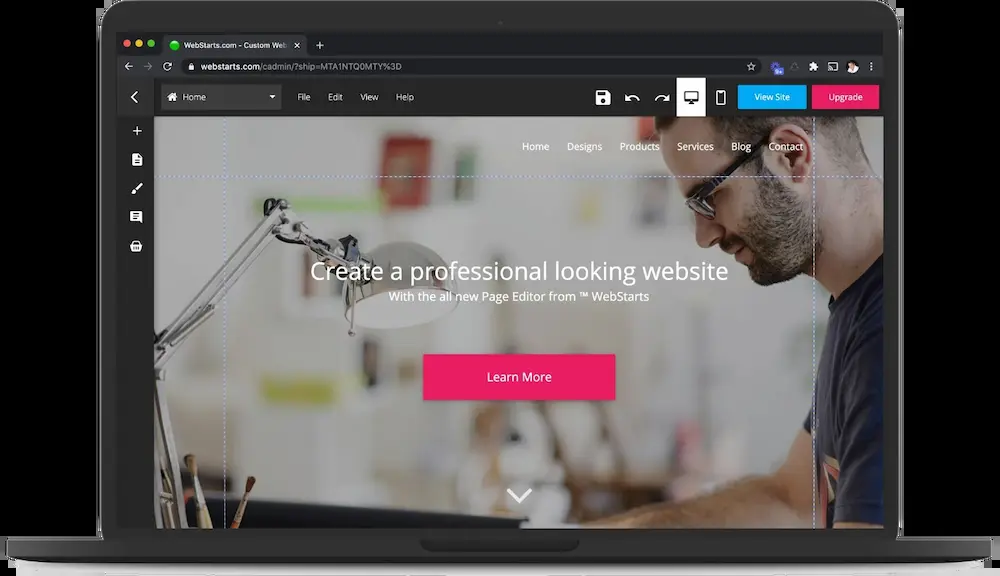 WebStarts.com - Custom Web
webstarts.com/cadmin/?ship=MTA1NTQ0MTY%3D
Home File Edit View Help View Site Upgrade
Home Designs Products Services Blog Contact
Create a professional looking website
With the all new Page Editor from ™ WebStarts
Learn More